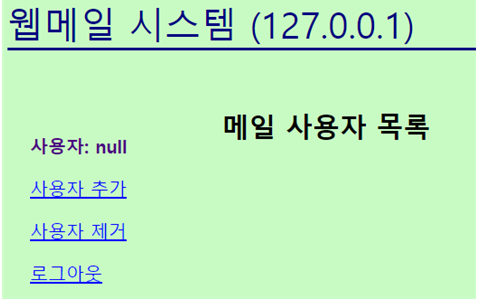 웹메일 시스템 (127.0.0.1)
메일 사용자 목록
사용자: null
사용자 추가
사용자 제거
로그아웃